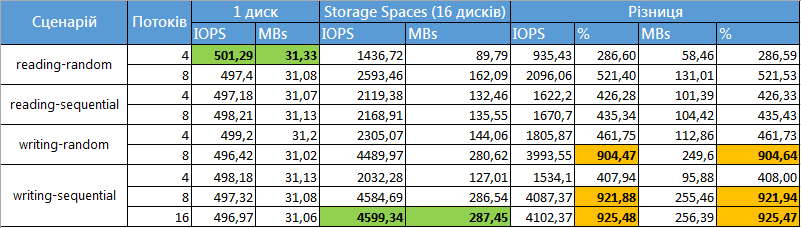 Сценарій Потоків 1 диск Storage Spaces (16 дисків) Різниця
IOPS MBs IOPS MBs IOPS % MBs %
reading-random 4 501,29 31,33 1436,72 89,79 935,43 286,60 58,46 286,59
8 497,4 31,08 2593,46 162,09 2096,06 521,40 131,01 521,53
reading-sequential 4 497,18 31,07 2119,38 132,46 1622,2 426,28 101,39 426,33
8 498,21 31,13 2168,91 135,55 1670,7 435,34 104,42 435,43
writing-random 4 499,2 31,2 2305,07 144,06 1805,87 461,75 112,86 461,73
8 496,42 31,02 4489,97 280,62 3993,55 904,47 249,6 904,64
writing-sequential 4 498,18 31,13 2032,28 127,01 1534,1 407,94 95,88 408,00
8 497,32 31,08 4584,69 286,54 4087,37 921,88 255,46 921,94
16 496,97 31,06 4599,34 287,45 4102,37 925,48 256,39 925,47